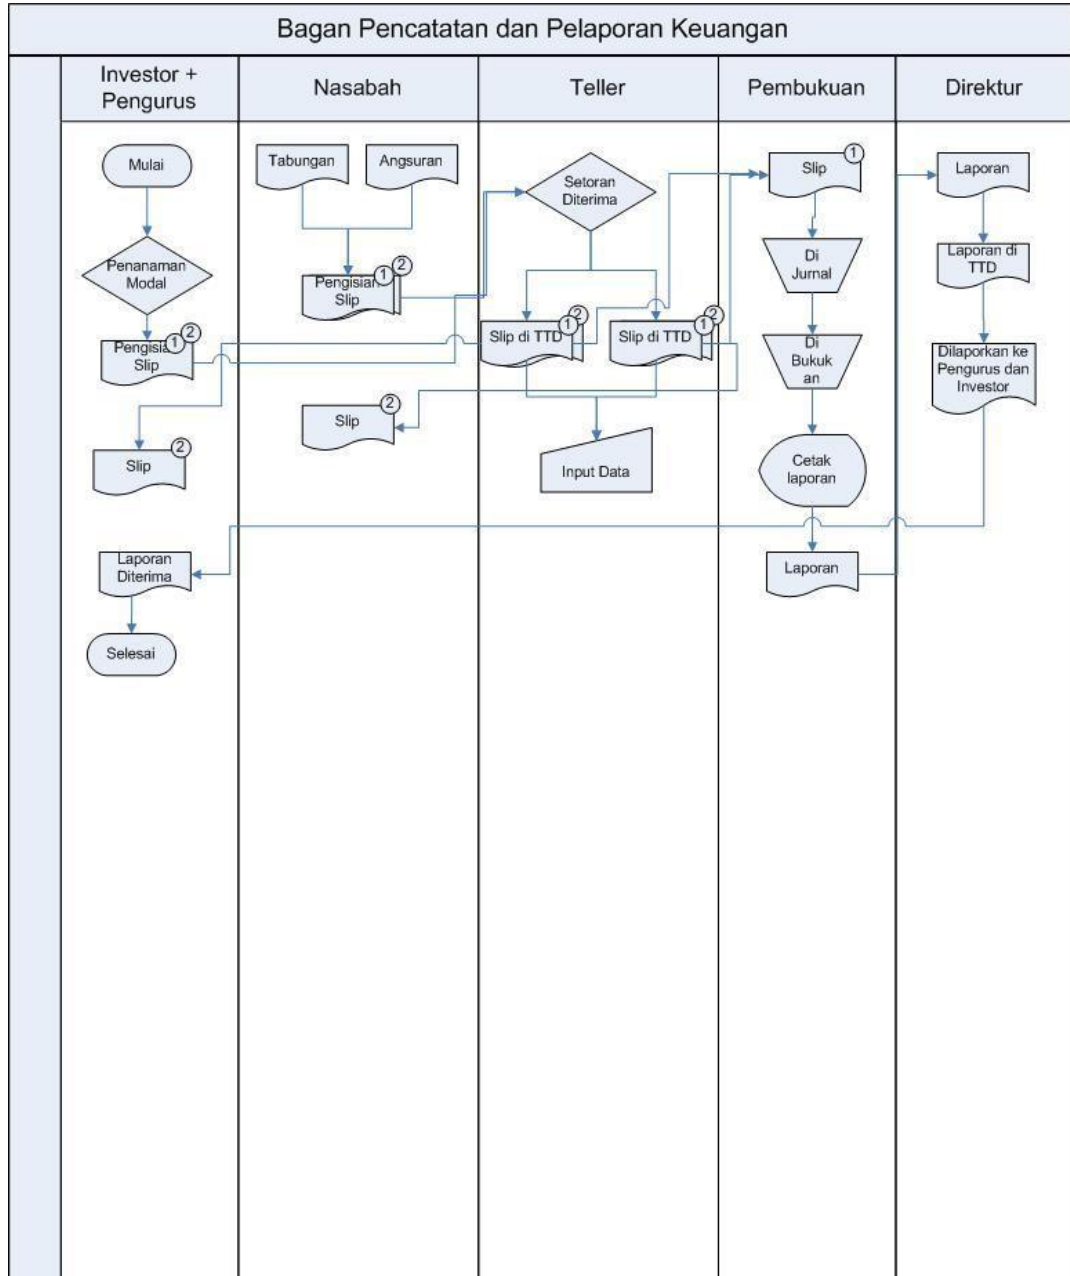 Bagan Pencatatan dan Pelaporan Keuangan
Investor +
Pengurus
Nasabah
Teller
Pembukuan
Direktur
Mulai
Penanaman
Modal
Pengisian
Slip
1
2
Slip
2
Laporan
Diterima
Selesai
Tabungan
Angsuran
Pengisian
Slip
1
2
Slip
2
Setoran
Diterima
Slip di TTD
1
2
Slip di TTD
1
2
Input Data
Slip
1
Di
Jurnal
Di
Bukuk
an
Cetak
laporan
Laporan
Laporan
Laporan di
TTD
Dilaporkan ke
Pengurus dan
Investor